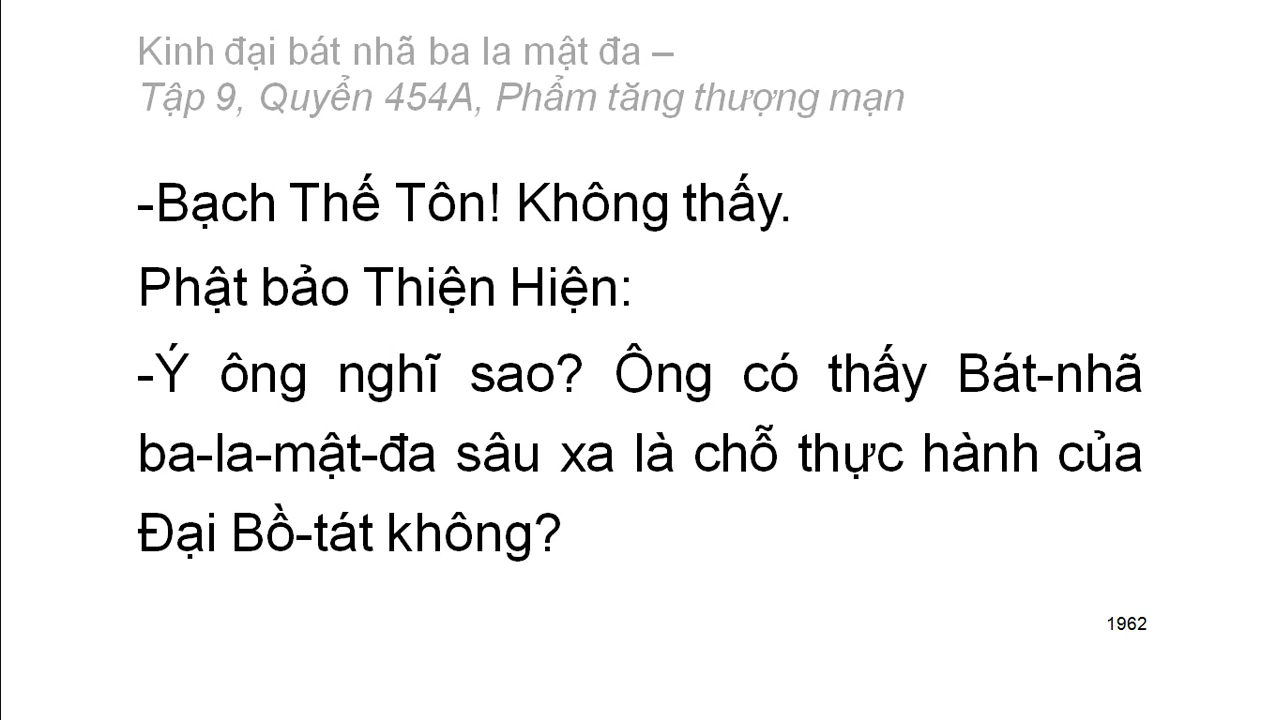 Kinh đại bát nhã ba la mật đa –
Tập 9, Quyển 454A, Phẩm tăng thượng mạn
-Bạch Thế Tôn! Không thấy.
Phật bảo Thiện Hiện:
-Ý ông nghĩ sao? Ông có thấy Bát-nhã
ba-la-mật-đa sâu xa là chỗ thực hành của
Đại Bồ-tát không?
1962